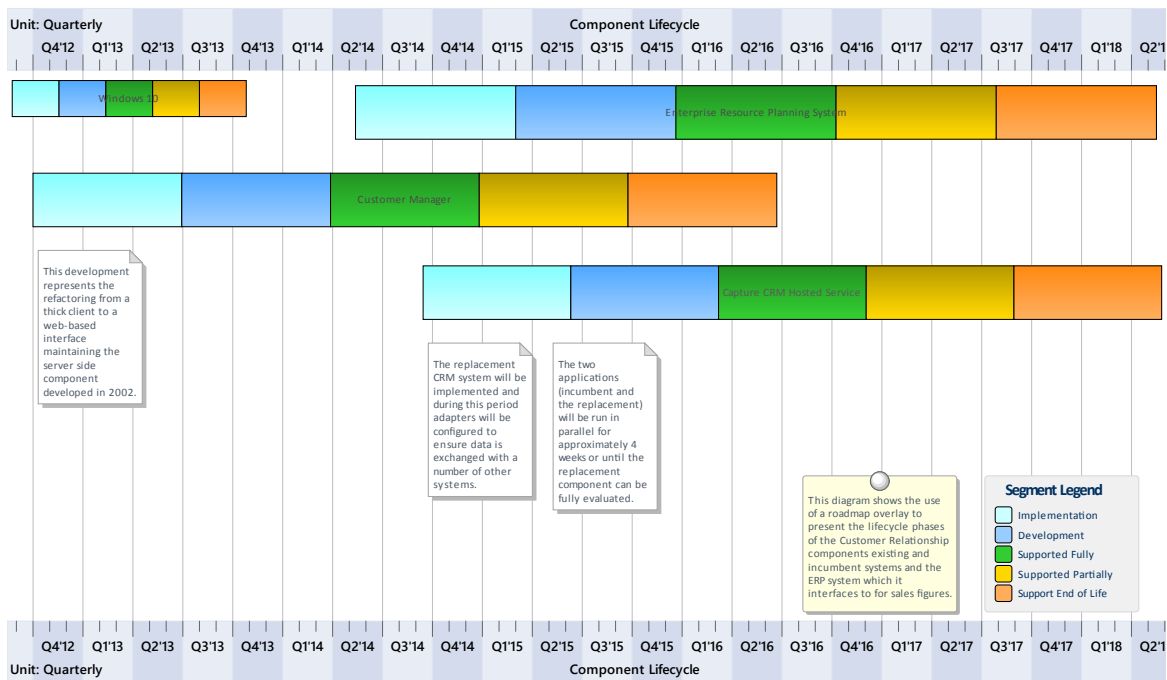 Unit: Quarterly Component Lifecycle
Q4'12 Q1'13 Q2'13 Q3'13 Q4'13 Q1'14 Q2'14 Q3'14 Q4'14 Q1'15 Q2'15 Q3'15 Q4'15 Q1'16 Q2'16 Q3'16 Q4'16 Q1'17 Q2'17 Q3'17 Q4'17 Q1'18 Q2'1
Windows 10
Enterprise Resource Planning System
Customer Manager
This development
represents the
refactoring from a
thick client to a
web-based
interface
maintaining the
server side
component
developed in 2002.
Capture CRM Hosted Service
The replacement
CRM system will be
implemented and
during this period
adapters will be
configured to
ensure data is
exchanged with a
number of other
systems.
The two
applications
(incumbent and
the replacement)
will be run in
parallel for
approximately 4
weeks or until the
replacement
component can be
fully evaluated.
This diagram shows the use
of a roadmap overlay to
present the lifecycle phases
of the Customer Relationship
components existing and
incumbent systems and the
ERP system which it
interfaces to for sales figures.
Segment Legend
Implementation
Development
Supported Fully
Supported Partially
Support End of Life
Q4'12 Q1'13 Q2'13 Q3'13 Q4'13 Q1'14 Q2'14 Q3'14 Q4'14 Q1'15 Q2'15 Q3'15 Q4'15 Q1'16 Q2'16 Q3'16 Q4'16 Q1'17 Q2'17 Q3'17 Q4'17 Q1'18 Q2'1
Unit: Quarterly Component Lifecycle